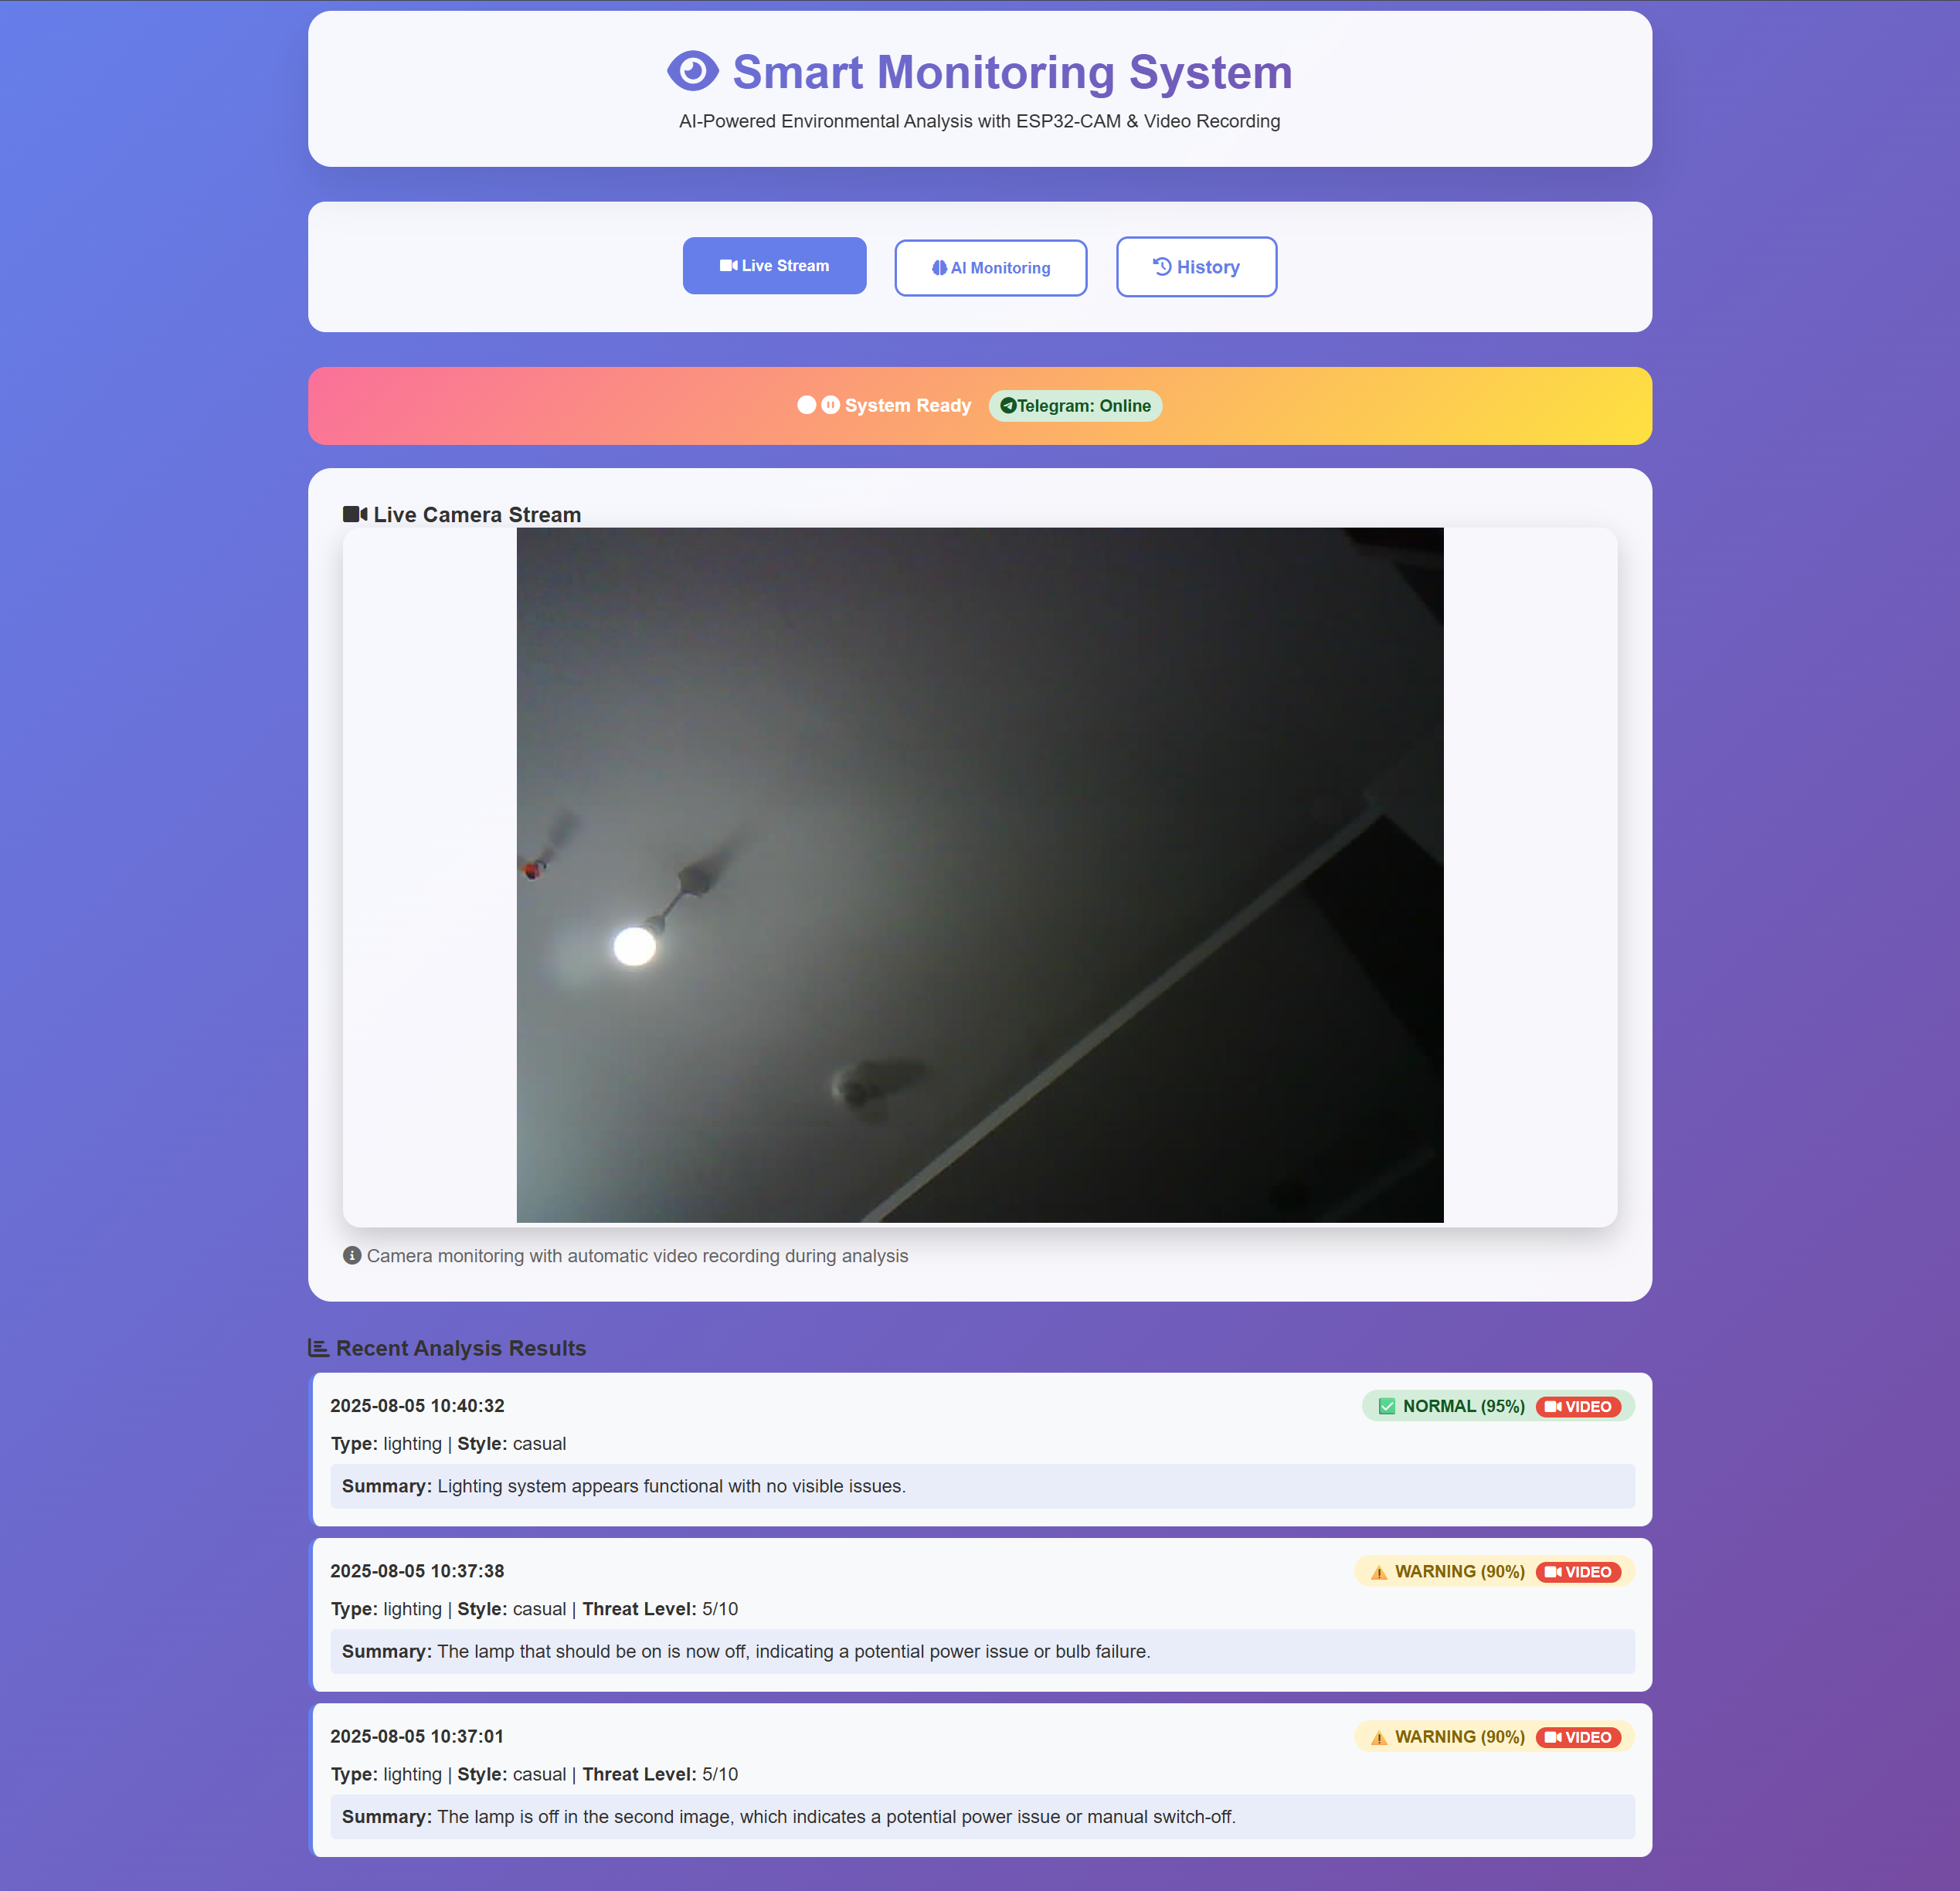 Smart Monitoring System
AI-Powered Environmental Analysis with ESP32-CAM & Video Recording
Live Stream
AI Monitoring
History
System Ready
Telegram: Online
Live Camera Stream
Camera monitoring with automatic video recording during analysis
Recent Analysis Results
2025-08-05 10:40:32
NORMAL (95%) VIDEO
Type: lighting | Style: casual
Summary: Lighting system appears functional with no visible issues.
2025-08-05 10:37:38
WARNING (90%) VIDEO
Type: lighting | Style: casual | Threat Level: 5/10
Summary: The lamp that should be on is now off, indicating a potential power issue or bulb failure.
2025-08-05 10:37:01
WARNING (90%) VIDEO
Type: lighting | Style: casual | Threat Level: 5/10
Summary: The lamp is off in the second image, which indicates a potential power issue or manual switch-off.